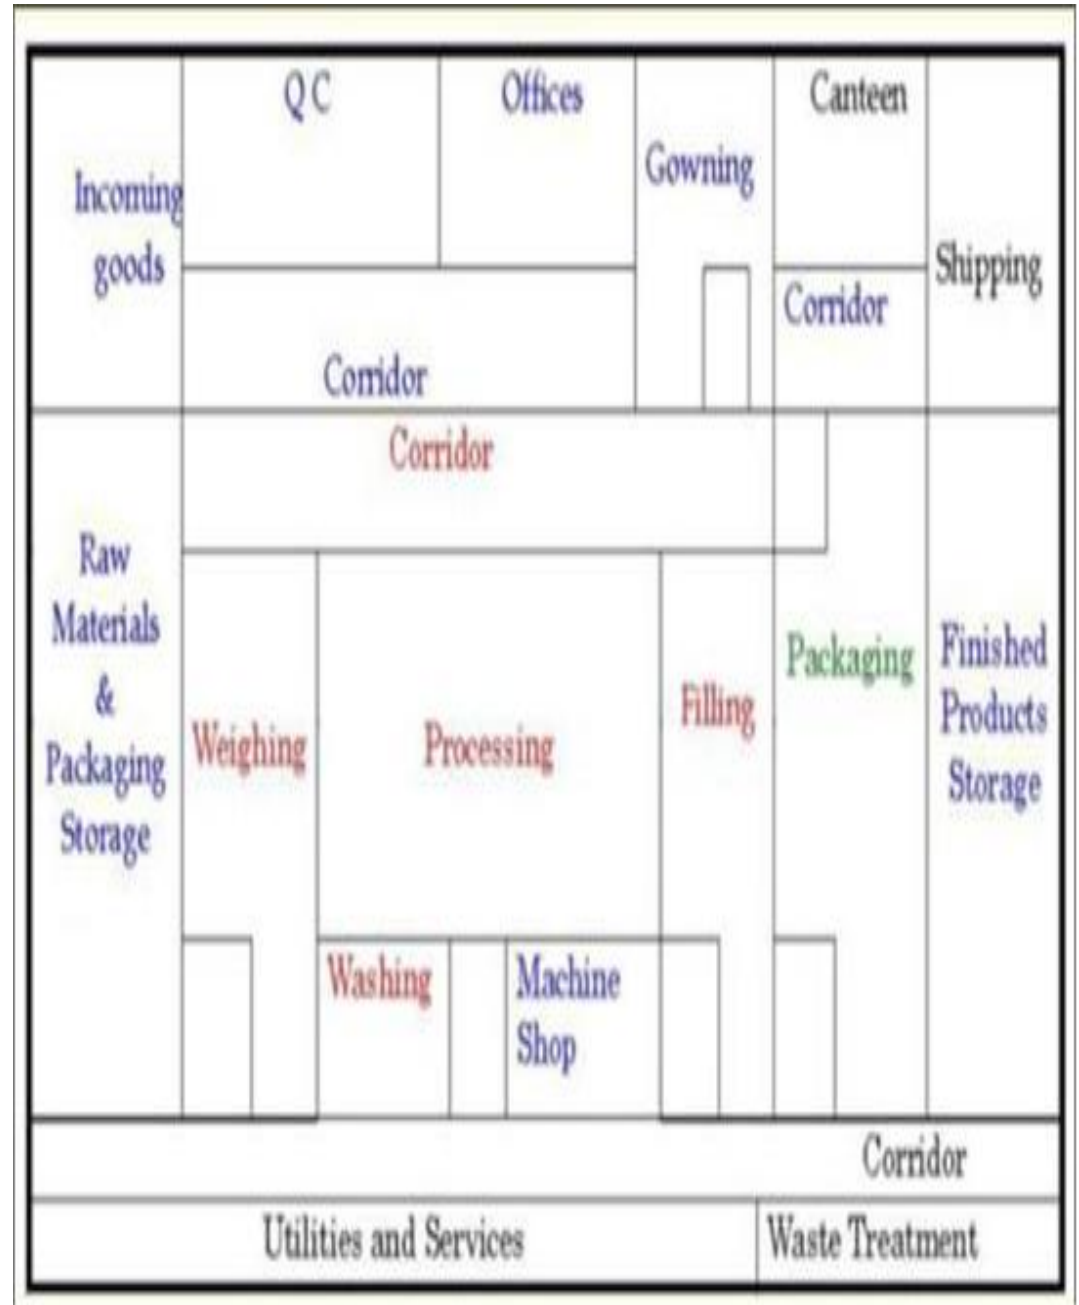 Q C
Offices
Canteen
Gowning
Incoming
goods
Shipping
Corridor
Corridor
Corridor
Raw
Materials
&
Packaging
Storage
Weighing
Processing
Filling
Packaging
Finished
Products
Storage
Washing
Machine
Shop
Corridor
Utilities and Services
Waste Treatment